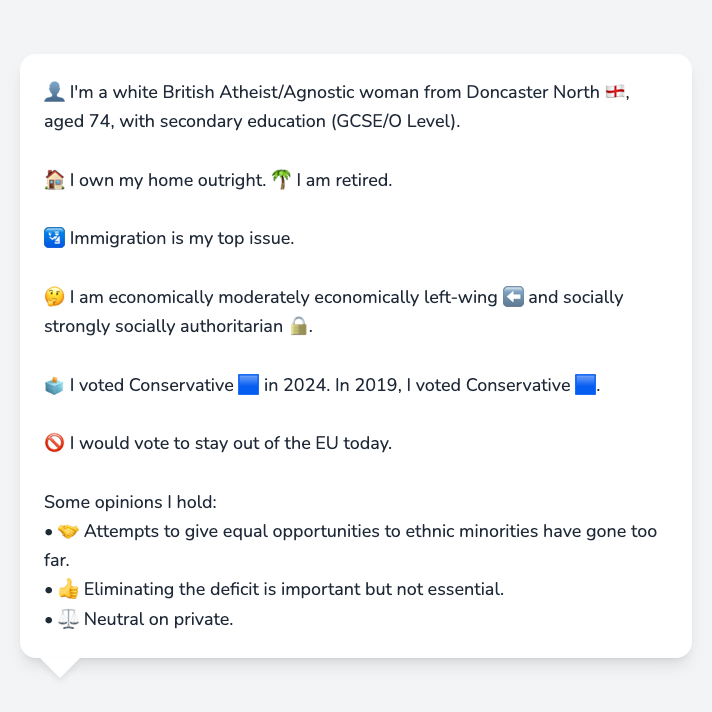 👤 I'm a white British Atheist/Agnostic woman from Doncaster North 🏴󠁧󠁢󠁥󠁮󠁧󠁿,
aged 74, with secondary education (GCSE/O Level).
🏠 I own my home outright. 🌴 I am retired.
🛂 Immigration is my top issue.
🤔 I am economically moderately economically left-wing ⬅️ and socially
strongly socially authoritarian 🔒.
🗳️ I voted Conservative 🟦 in 2024. In 2019, I voted Conservative 🟦.
🚫 I would vote to stay out of the EU today.
Some opinions I hold:
• 🤝 Attempts to give equal opportunities to ethnic minorities have gone too
far.
• 👍 Eliminating the deficit is important but not essential.
• ⚖️ Neutral on private.